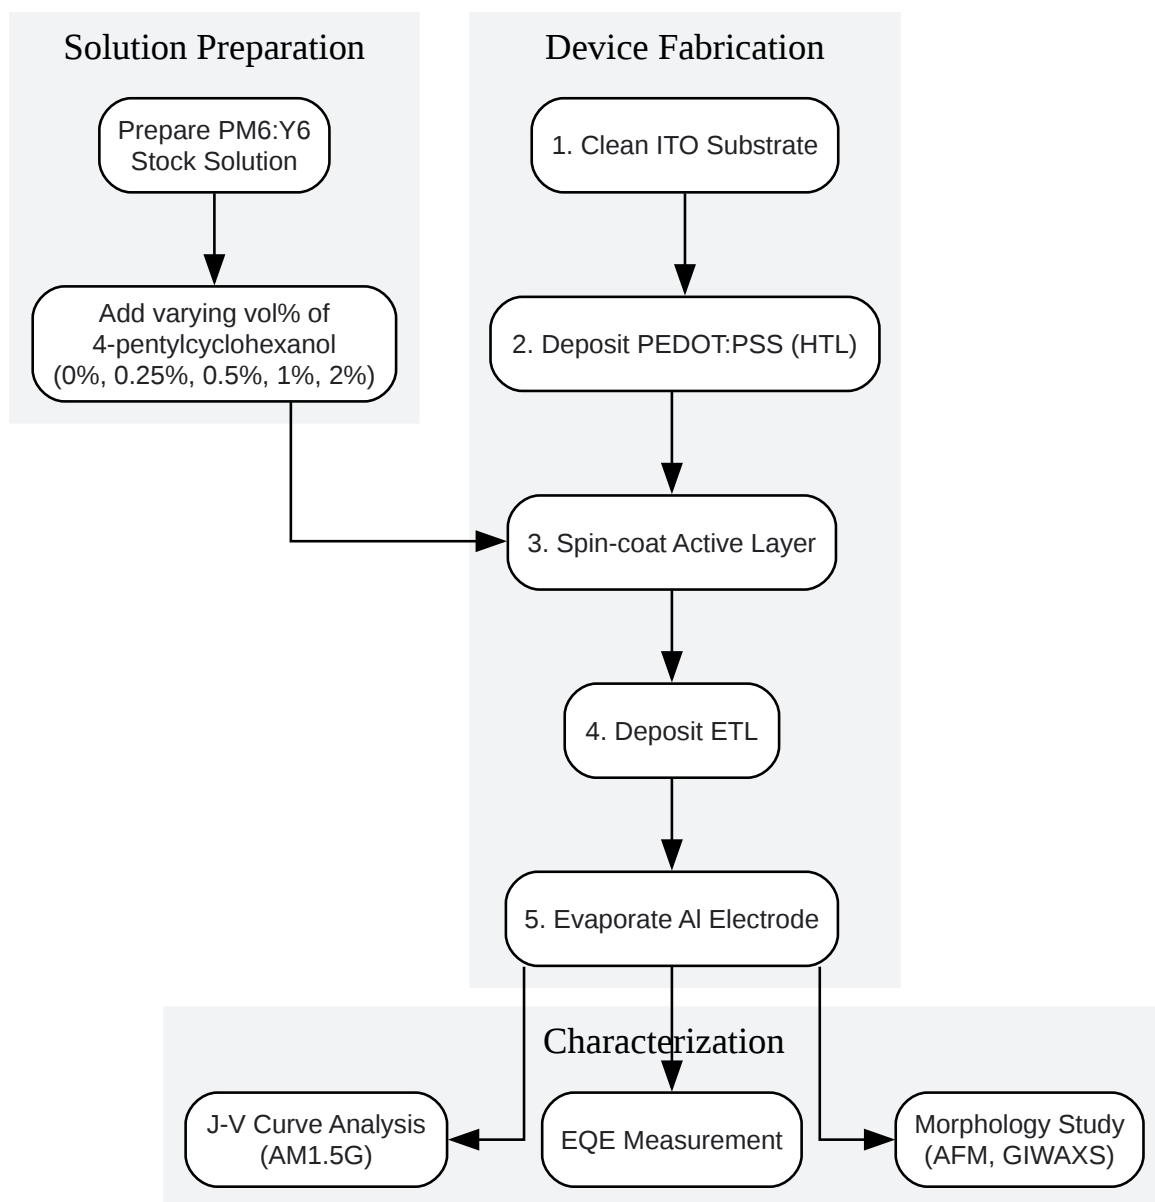 Solution Preparation
Prepare PM6:Y6
Stock Solution
Add varying vol% of
4-pentylcyclohexanol
(0%, 0.25%, 0.5%, 1%, 2%)
Device Fabrication
1. Clean ITO Substrate
2. Deposit PEDOT:PSS (HTL)
3. Spin-coat Active Layer
4. Deposit ETL
5. Evaporate Al Electrode
Characterization
J-V Curve Analysis
(AM1.5G)
EQE Measurement
Morphology Study
(AFM, GIWAXS)